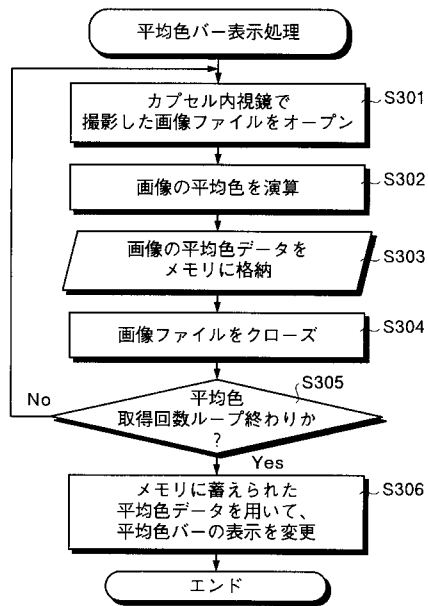 平均色バー表示処理
カプセル内視鏡で
撮影した画像ファイルをオープン
S301
画像の平均色を演算
S302
画像の平均色データを
メモリに格納
S303
画像ファイルをクローズ
S304
平均色
取得回数ループ終わりか
?
S305
No
Yes
メモリに蓄えられた
平均色データを用いて、
平均色バーの表示を変更
S306
エンド